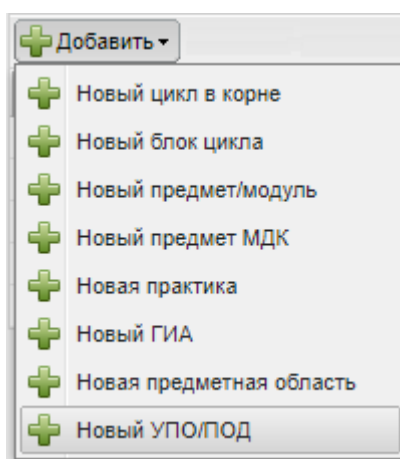 Добавить
Новый цикл в корне
Новый блок цикла
Новый предмет/модуль
Новый предмет МДК
Новая практика
Новый ГИА
Новая предметная область
Новый УПО/ПОД